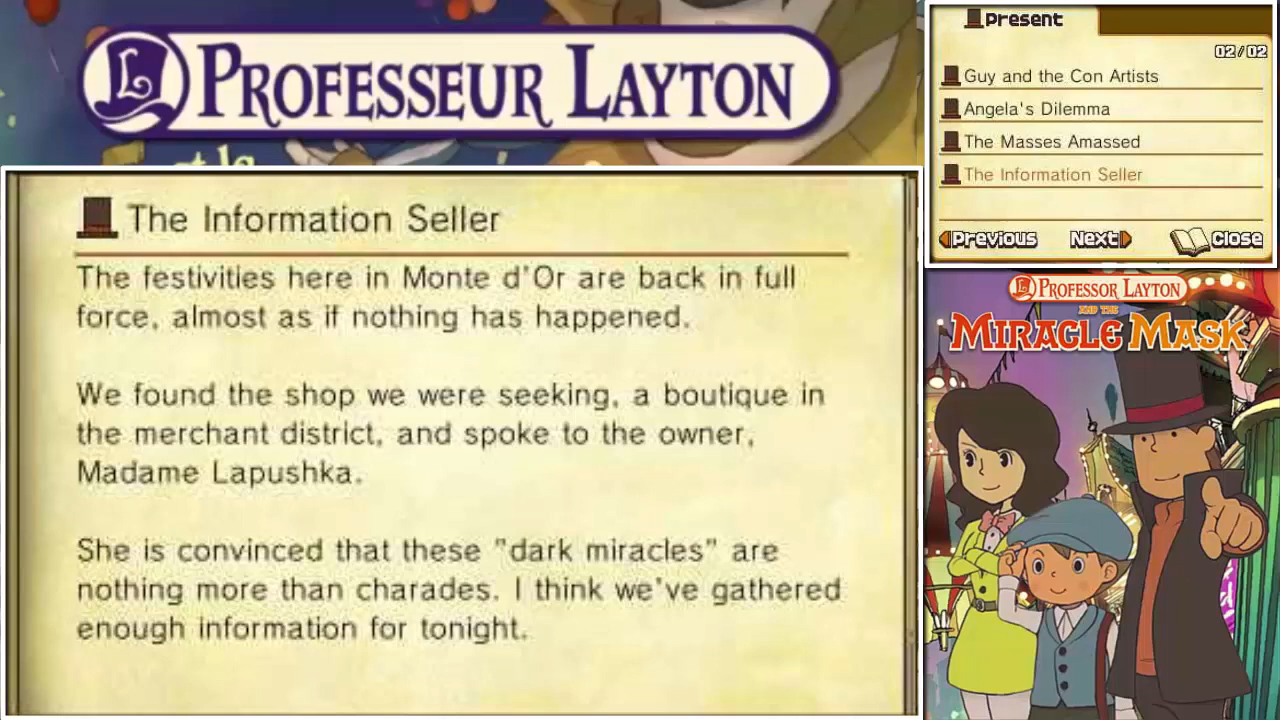 PROFESSEUR LAYTON
et la
The Information Seller
The festivities here in Monte d'Or are back in full
force, almost as if nothing has happened.
We found the shop we were seeking, a boutique in
the merchant district, and spoke to the owner,
Madame Lapushka.
She is convinced that these "dark miracles" are
nothing more than charades. I think we've gathered
enough information for tonight.
Present
02/02
Guy and the Con Artists
Angela's Dilemma
The Masses Amassed
The Information Seller
Previous Next Close
PROFESSOR LAYTON
AND THE
MIRACLE MASK